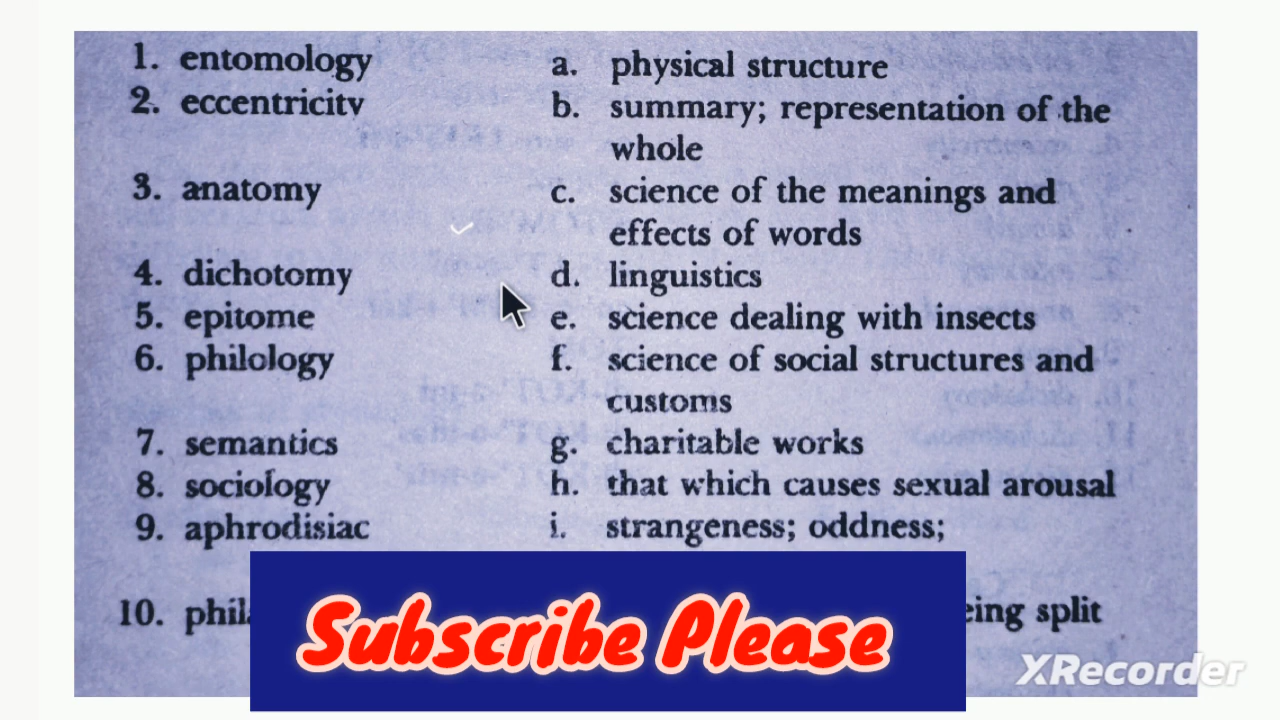 1. entomology a. physical structure
2. eccentricity b. summary; representation of the
whole
3. anatomy c. science of the meanings and
effects of words
4. dichotomy d. linguistics
5. epitome e. science dealing with insects
6. philology f. science of social structures and
customs
7. semantics g. charitable works
8. sociology h. that which causes sexual arousal
9. aphrodisiac i. strangeness; oddness;
10. split
Subscribe Please
XRecorder